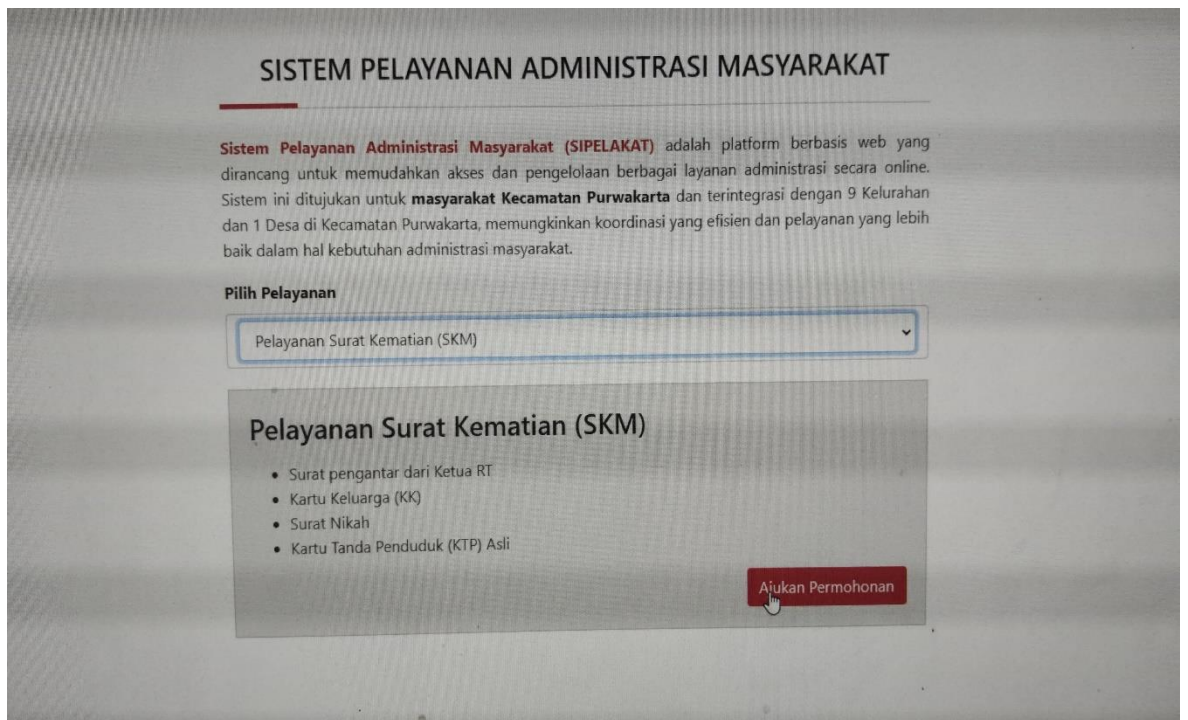 SISTEM PELAYANAN ADMINISTRASI MASYARAKAT
Sistem Pelayanan Administrasi Masyarakat (SIPELAKAT) adalah platform berbasis web yang
dirancang untuk memudahkan akses dan pengelolaan berbagai layanan administrasi secara online.
Sistem ini ditujukan untuk masyarakat Kecamatan Purwakarta dan terintegrasi dengan 9 Kelurahan
dan 1 Desa di Kecamatan Purwakarta, memungkinkan koordinasi yang efisien dan pelayanan yang lebih
baik dalam hal kebutuhan administrasi masyarakat.
Pilih Pelayanan
Pelayanan Surat Kematian (SKM)
Pelayanan Surat Kematian (SKM)
• Surat pengantar dari Ketua RT
• Kartu Keluarga (KK)
• Surat Nikah
• Kartu Tanda Penduduk (KTP) Asli
Ajukan Permohonan